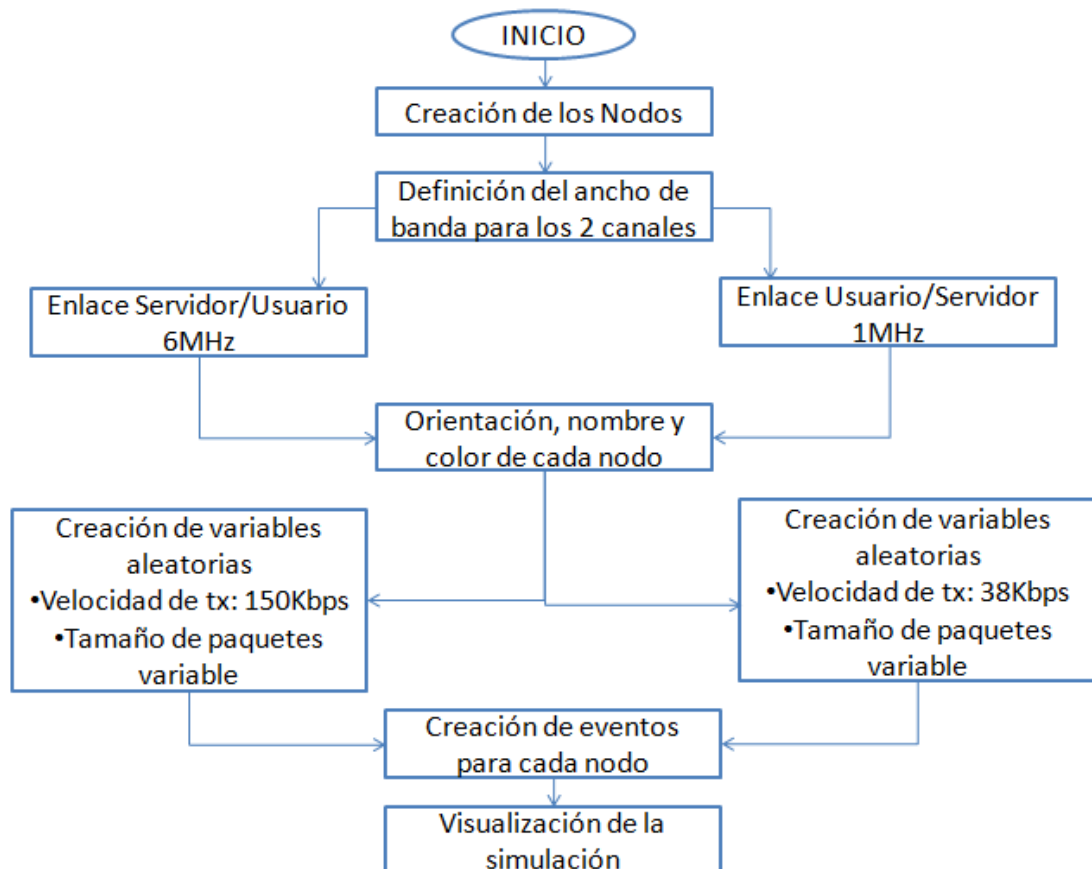 INICIO
Creación de los Nodos
Definición del ancho de
banda para los 2 canales
Enlace Servidor/Usuario
6MHz
Enlace Usuario/Servidor
1MHz
Orientación, nombre y
color de cada nodo
Creación de variables
aleatorias
•Velocidad de tx: 150Kbps
•Tamaño de paquetes
variable
Creación de variables
aleatorias
•Velocidad de tx: 38Kbps
•Tamaño de paquetes
variable
Creación de eventos
para cada nodo
Visualización de la
simulación